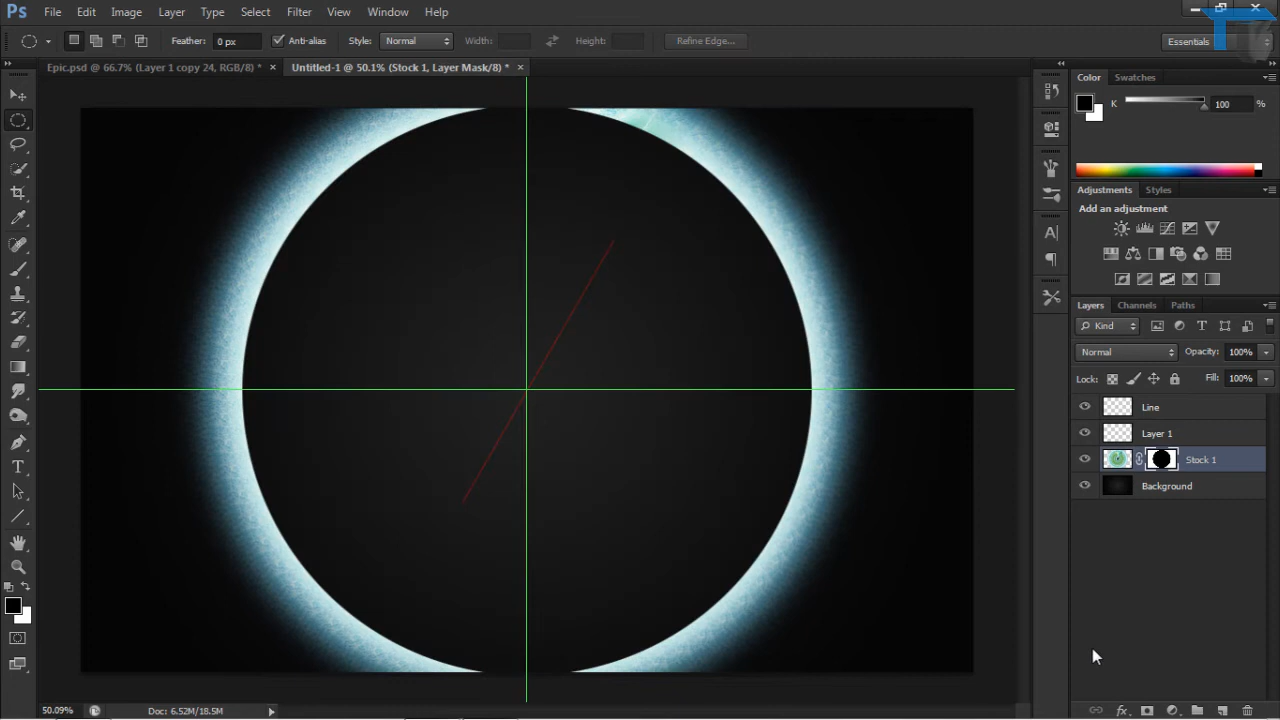 Ps File Edit Image Layer Type Select Filter View Window Help
Feather: 0 px Anti-alias Style: Normal Width: Height: Refine Edge... Essentials
Epic.psd @ 66.7% (Layer 1 copy 24, RGB/8) * × Untitled-1 @ 50.1% (Stock 1, Layer Mask/8) * ×
Color Swatches
K 100 %
Adjustments Styles
Add an adjustment
Layers Channels Paths
Kind
Normal Opacity: 100%
Lock: Fill: 100%
Line
Layer 1
Stock 1
Background
50.09% Doc: 6.52M/18.5M